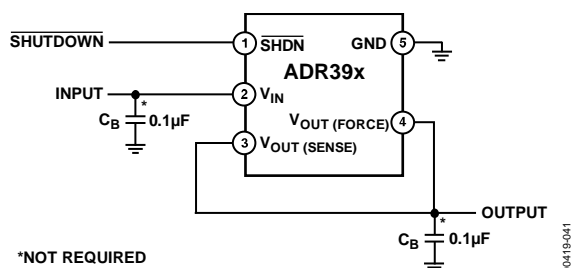 SHUTDOWN
1
SHDN
GND
5
ADR39x
INPUT
2
VIN
*
CB
0.1µF
VOUT (FORCE)
4
3
VOUT (SENSE)
OUTPUT
*
CB
0.1µF
*NOT REQUIRED
0419-041